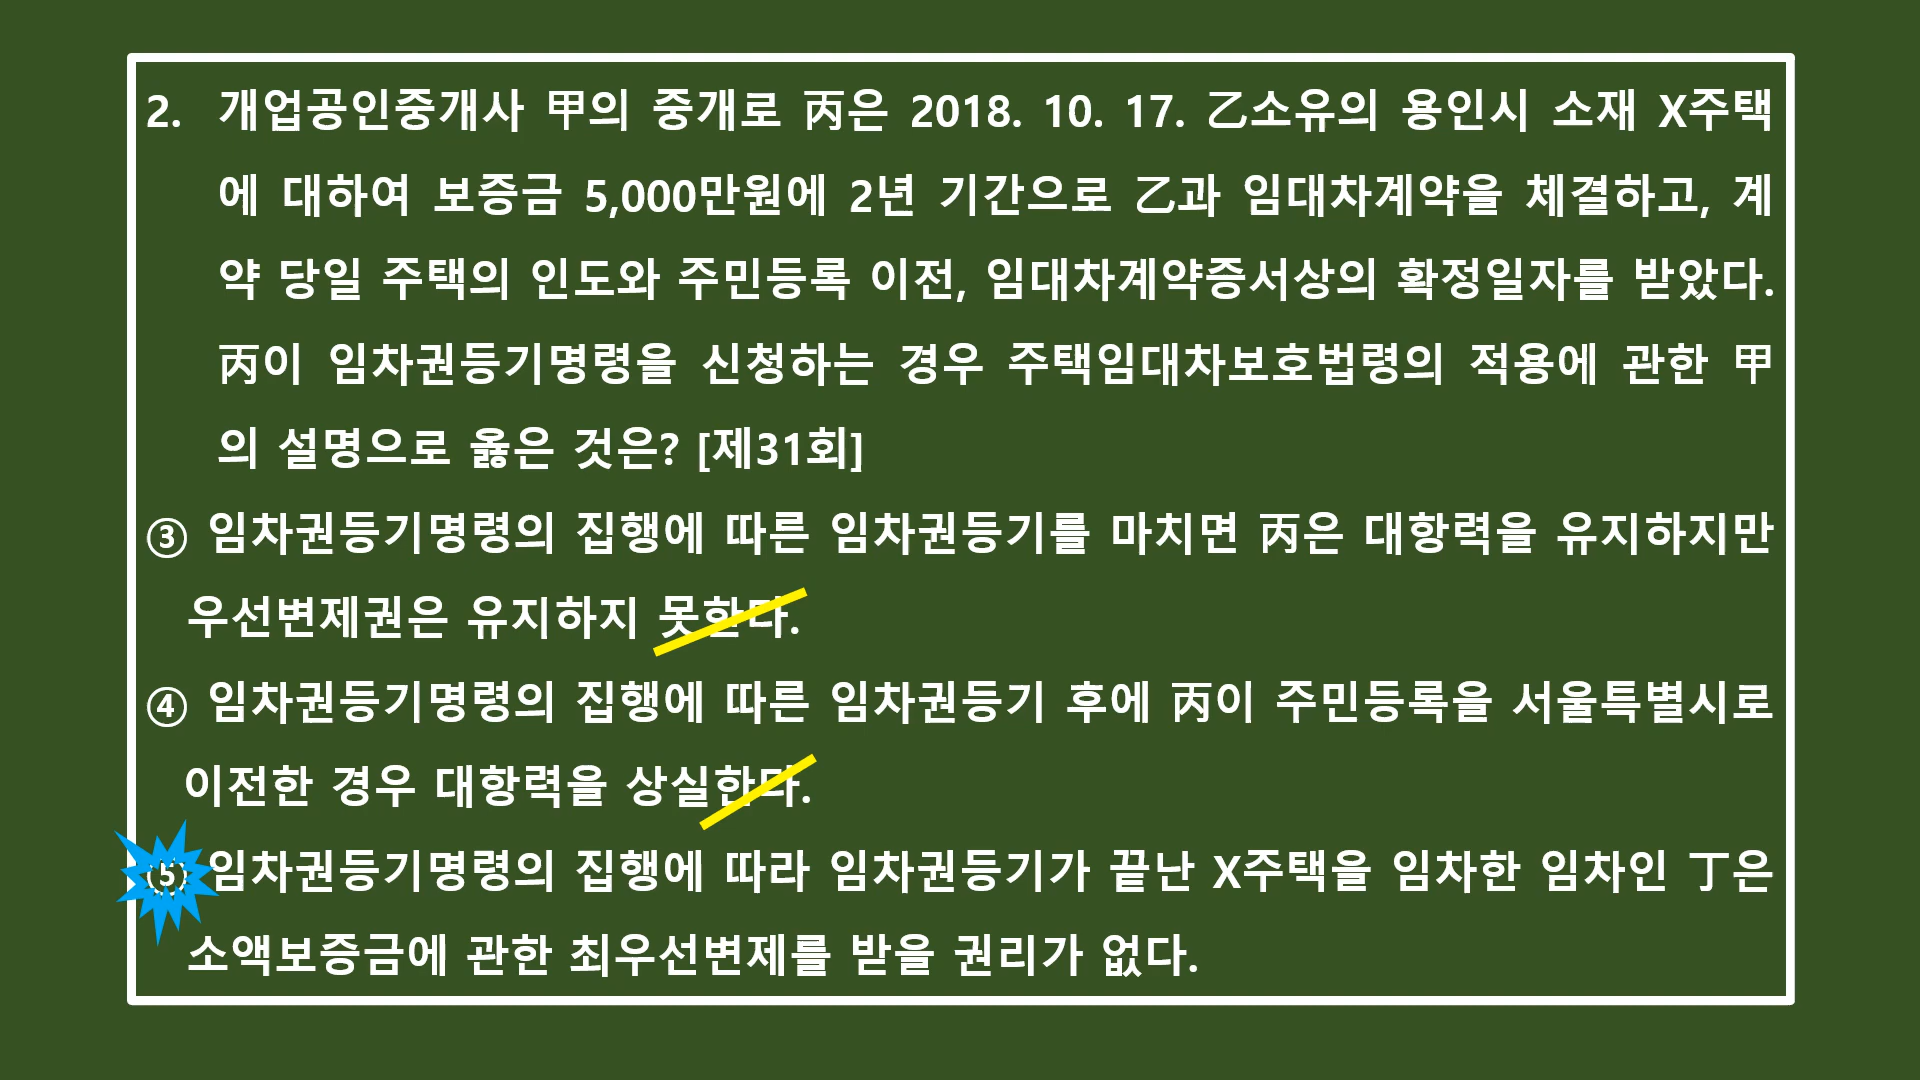 2. 개업공인중개사 甲의 중개로 丙은 2018. 10. 17. 乙소유의 용인시 소재 X주택
에 대하여 보증금 5,000만원에 2년 기간으로 乙과 임대차계약을 체결하고, 계
약 당일 주택의 인도와 주민등록 이전, 임대차계약증서상의 확정일자를 받았다.
丙이 임차권등기명령을 신청하는 경우 주택임대차보호법령의 적용에 관한 甲
의 설명으로 옳은 것은? [제31회]
③ 임차권등기명령의 집행에 따른 임차권등기를 마치면 丙은 대항력을 유지하지만
우선변제권은 유지하지 못한다.
④ 임차권등기명령의 집행에 따른 임차권등기 후에 丙이 주민등록을 서울특별시로
이전한 경우 대항력을 상실한다.
⑤ 임차권등기명령의 집행에 따라 임차권등기가 끝난 X주택을 임차한 임차인 丁은
소액보증금에 관한 최우선변제를 받을 권리가 없다.